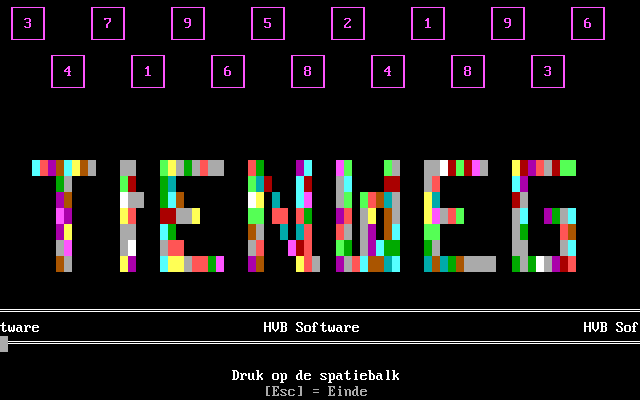 3 7 9 5 2 1 9 6
4 1 6 8 4 8 3
TIENWEG
tware HVB Software HVB Sof
Druk op de spatiebalk
[Esc] = Einde